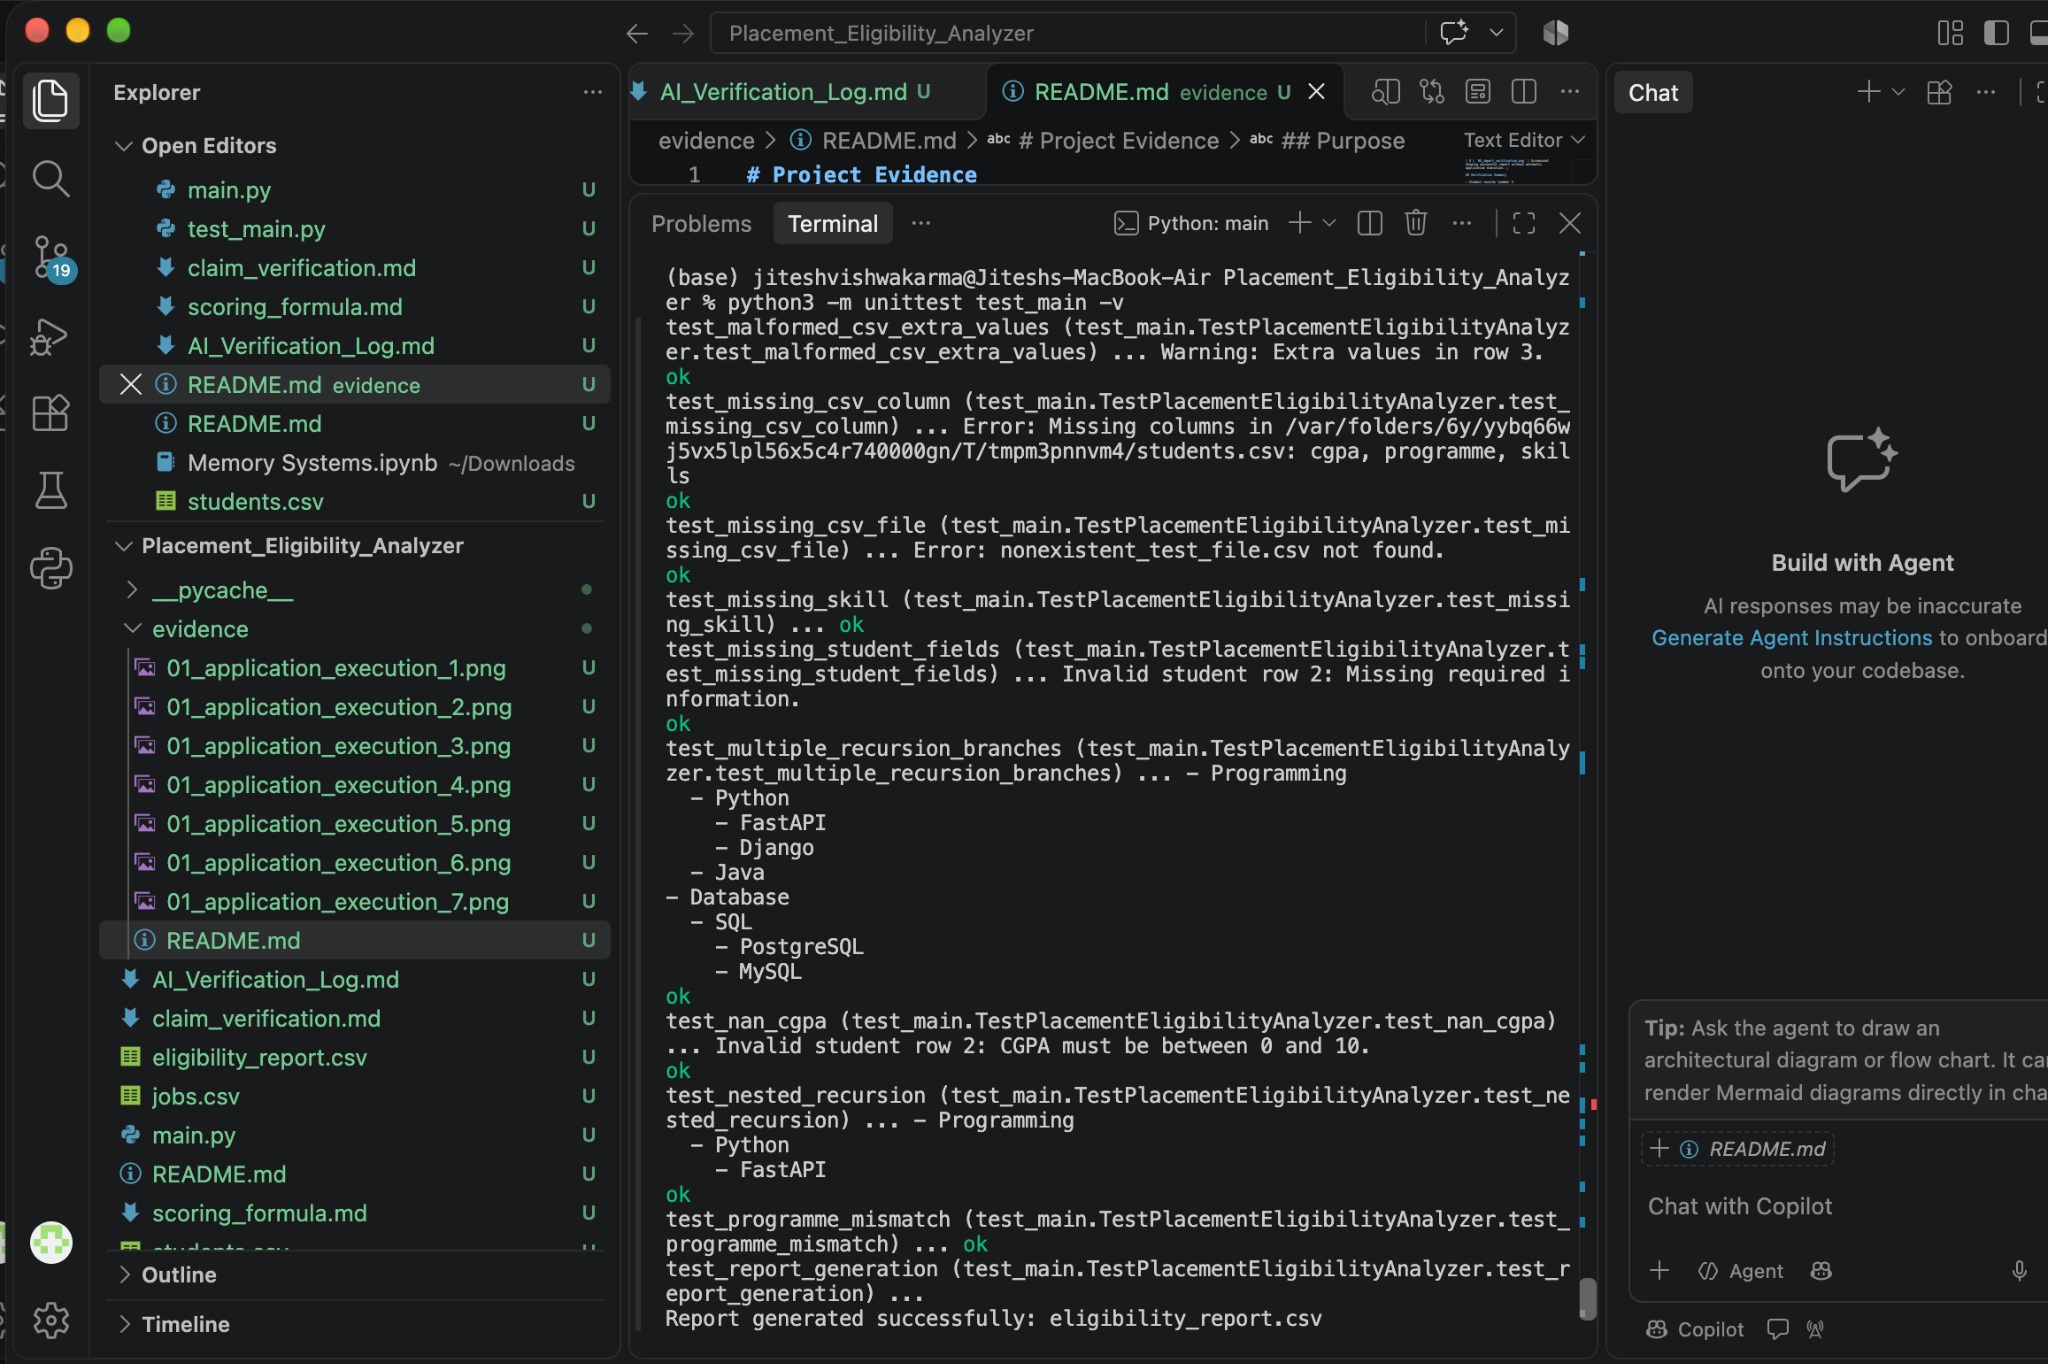 Placement_Eligibility_Analyzer
Explorer
Open Editors
main.py U
test_main.py U
claim_verification.md U
scoring_formula.md U
AI_Verification_Log.md U
README.md evidence U
README.md U
Memory Systems.ipynb ~/Downloads
students.csv U
Placement_Eligibility_Analyzer
__pycache__
evidence
01_application_execution_1.png U
01_application_execution_2.png U
01_application_execution_3.png U
01_application_execution_4.png U
01_application_execution_5.png U
01_application_execution_6.png U
01_application_execution_7.png U
README.md U
AI_Verification_Log.md U
claim_verification.md U
eligibility_report.csv U
jobs.csv U
main.py U
README.md U
scoring_formula.md U
Outline
Timeline
19
AI_Verification_Log.md U
README.md evidence U
evidence > README.md > abc # Project Evidence > abc ## Purpose
Text Editor
1 # Project Evidence
Problems
Terminal
Python: main
(base) jiteshvishwakarma@Jiteshs-MacBook-Air Placement_Eligibility_Analyz
er % python3 -m unittest test_main -v
test_malformed_csv_extra_values (test_main.TestPlacementEligibilityAnalyz
er.test_malformed_csv_extra_values) ... Warning: Extra values in row 3.
ok
test_missing_csv_column (test_main.TestPlacementEligibilityAnalyzer.test_
missing_csv_column) ... Error: Missing columns in /var/folders/6y/yybq66w
j5vx5lpl56x5c4r740000gn/T/tmpm3pnnvm4/students.csv: cgpa, programme, skil
ls
ok
test_missing_csv_file (test_main.TestPlacementEligibilityAnalyzer.test_mi
ssing_csv_file) ... Error: nonexistent_test_file.csv not found.
ok
test_missing_skill (test_main.TestPlacementEligibilityAnalyzer.test_missi
ng_skill) ... ok
test_missing_student_fields (test_main.TestPlacementEligibilityAnalyzer.t
est_missing_student_fields) ... Invalid student row 2: Missing required i
nformation.
ok
test_multiple_recursion_branches (test_main.TestPlacementEligibilityAnaly
zer.test_multiple_recursion_branches) ... - Programming
- Python
- FastAPI
- Django
- Java
- Database
- SQL
- PostgreSQL
- MySQL
ok
test_nan_cgpa (test_main.TestPlacementEligibilityAnalyzer.test_nan_cgpa)
... Invalid student row 2: CGPA must be between 0 and 10.
ok
test_nested_recursion (test_main.TestPlacementEligibilityAnalyzer.test_ne
sted_recursion) ... - Programming
- Python
- FastAPI
ok
test_programme_mismatch (test_main.TestPlacementEligibilityAnalyzer.test_
programme_mismatch) ... ok
test_report_generation (test_main.TestPlacementEligibilityAnalyzer.test_r
eport_generation) ...
Report generated successfully: eligibility_report.csv
Chat
Build with Agent
AI responses may be inaccurate
Generate Agent Instructions to onboard
onto your codebase.
Tip: Ask the agent to draw an
architectural diagram or flow chart. It
render Mermaid diagrams directly in
README.md
Chat with Copilot
Agent
Copilot